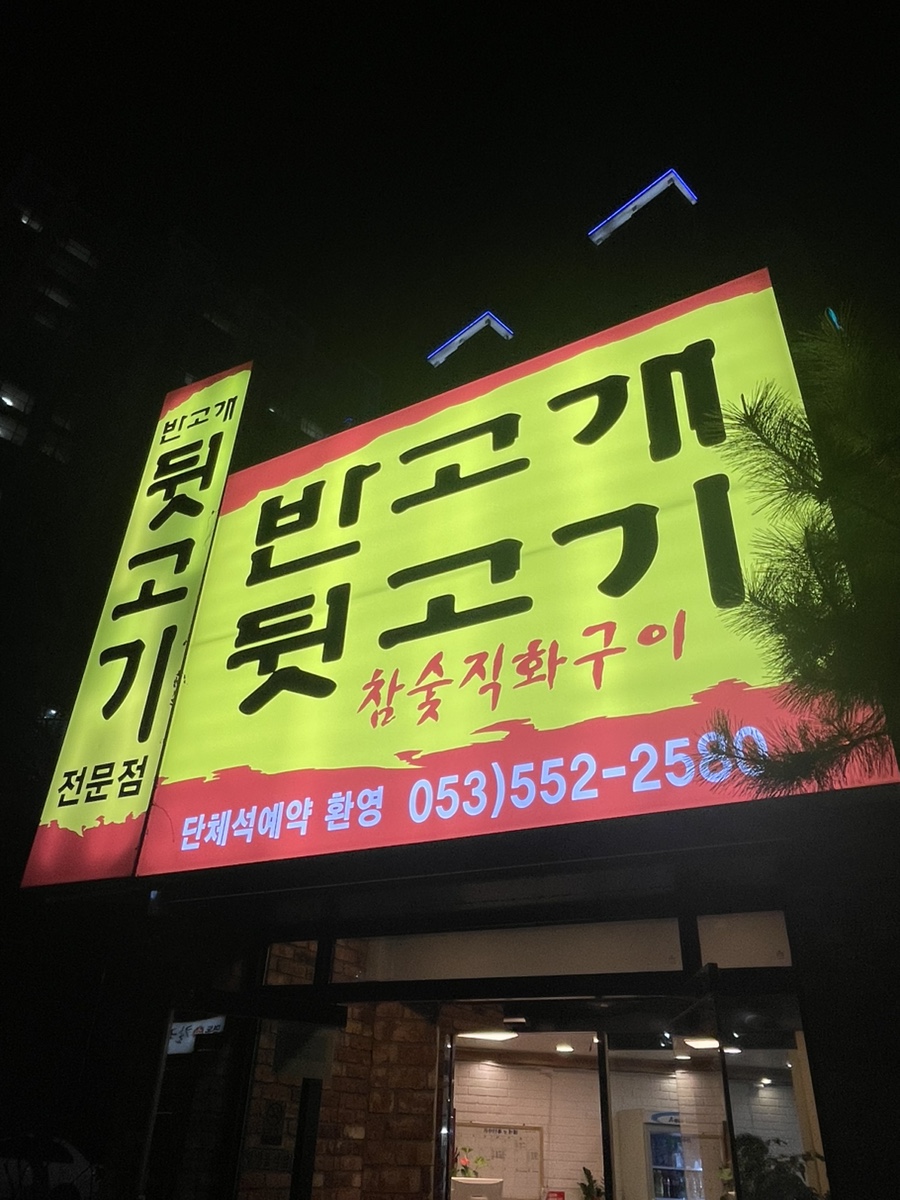 반고개
뒷고기
전문점
반고개
뒷고기
참숯직화구이
단체석예약 환영 053)552-2580